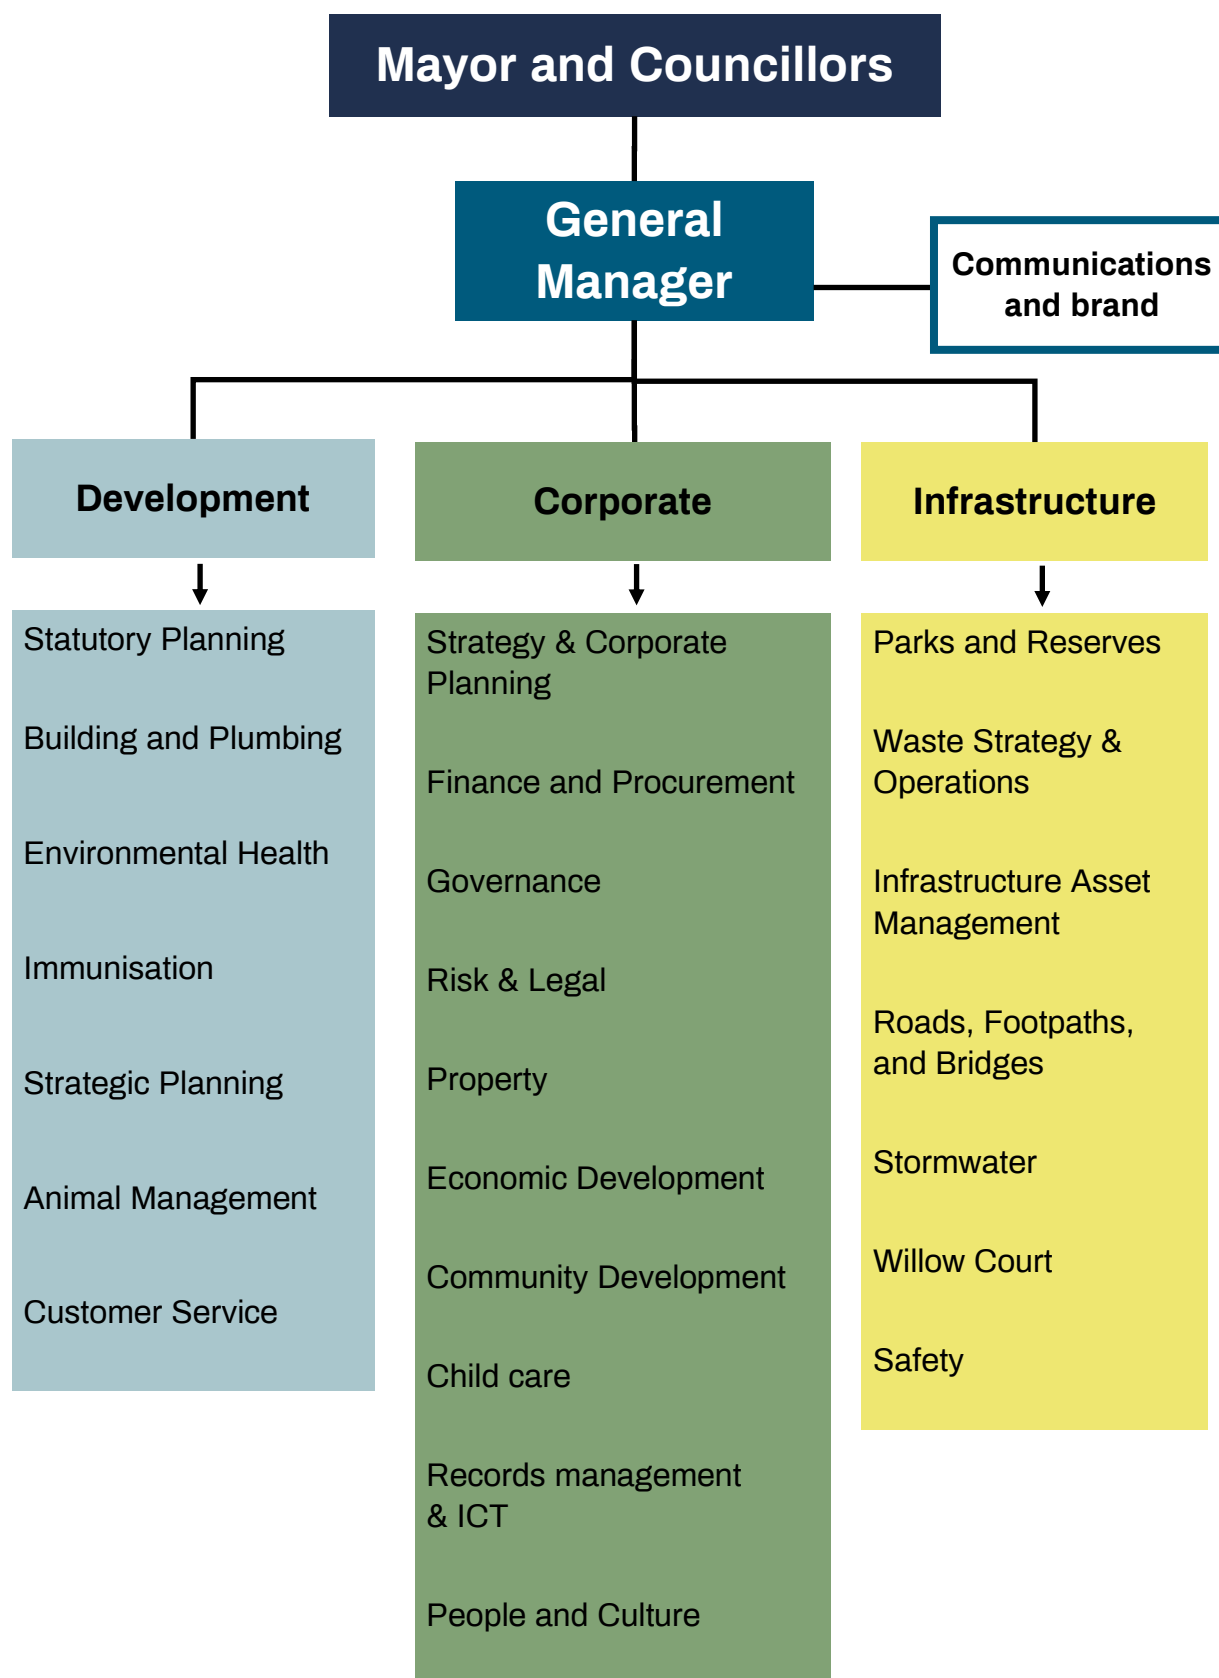 Mayor and Councillors
General
Manager
Communications
and brand
Development
Corporate
Infrastructure
Statutory Planning
Building and Plumbing
Environmental Health
Immunisation
Strategic Planning
Animal Management
Customer Service
Strategy & Corporate
Planning
Finance and Procurement
Governance
Risk & Legal
Property
Economic Development
Community Development
Child care
Records management
& ICT
People and Culture
Parks and Reserves
Waste Strategy &
Operations
Infrastructure Asset
Management
Roads, Footpaths,
and Bridges
Stormwater
Willow Court
Safety